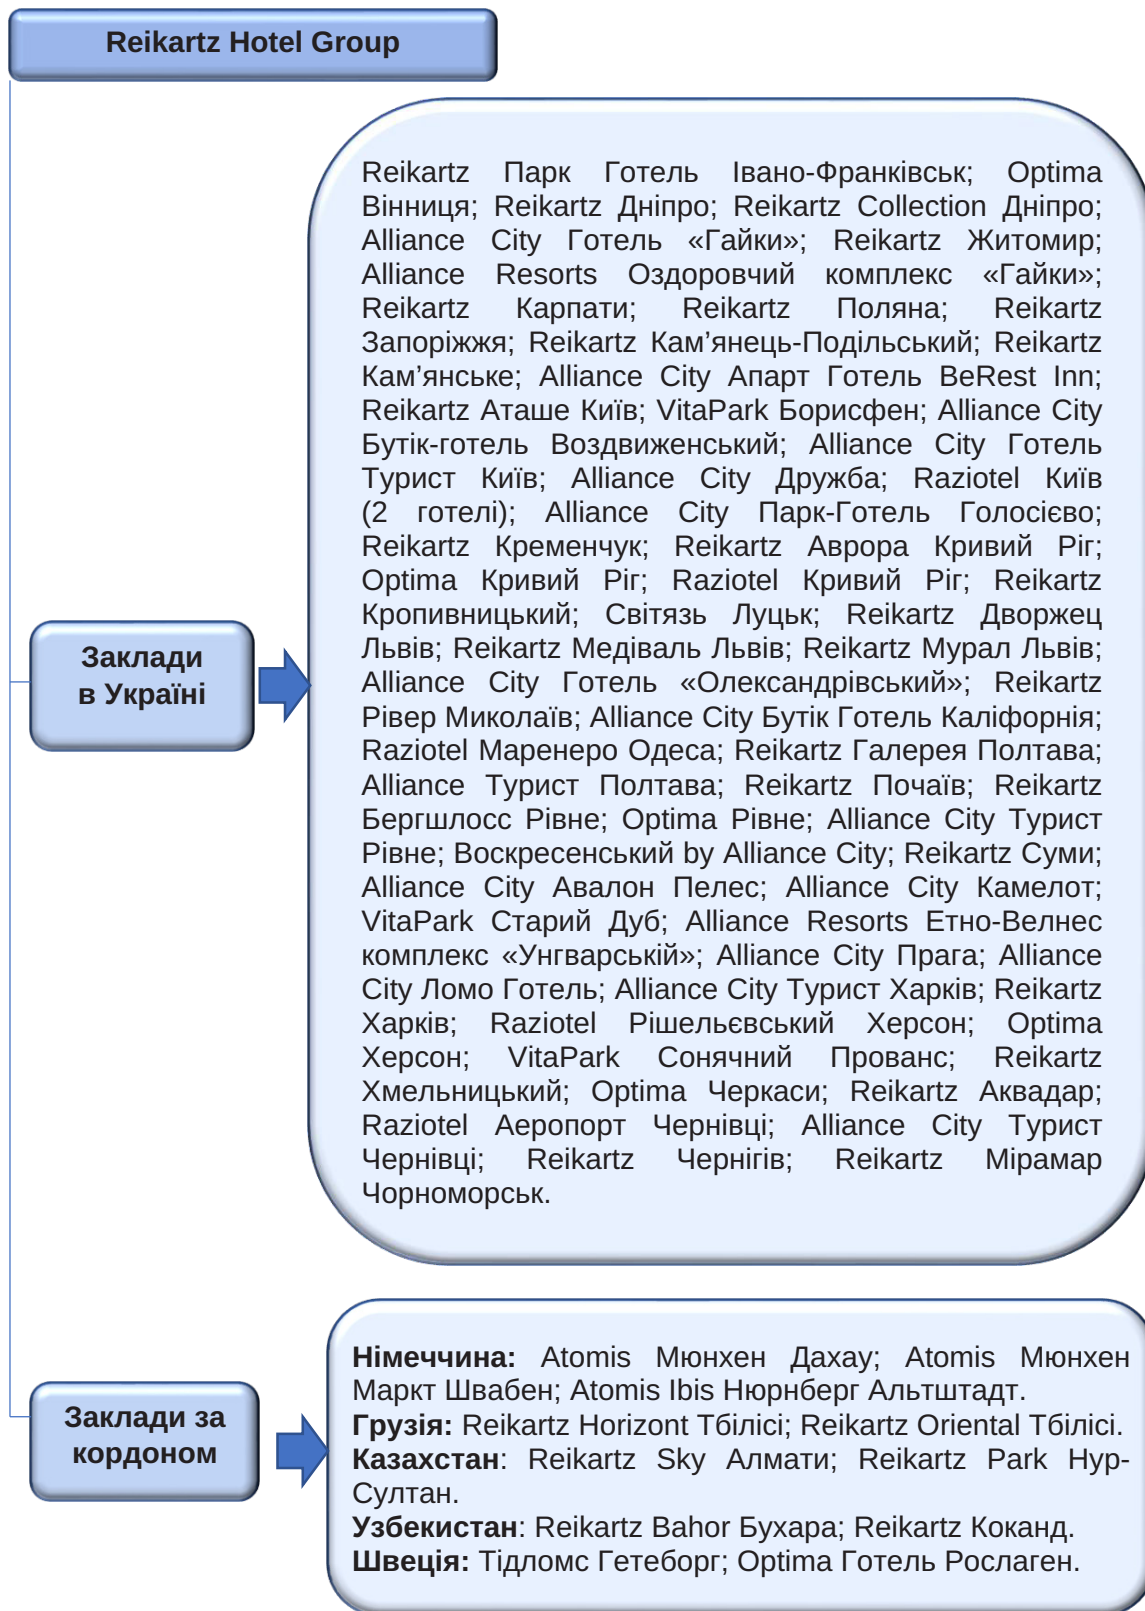 Reikartz Hotel Group
Reikartz Парк Готель Івано-Франківськ; Optima
Вінниця; Reikartz Дніпро; Reikartz Collection Дніпро;
Alliance City Готель «Гайки»; Reikartz Житомир;
Alliance Resorts Оздоровчий комплекс «Гайки»;
Reikartz Карпати; Reikartz Поляна; Reikartz
Запоріжжя; Reikartz Кам’янець-Подільський; Reikartz
Кам’янське; Alliance City Апарт Готель BeRest Inn;
Reikartz Аташе Київ; VitaPark Борисфен; Alliance City
Бутік-готель Воздвиженський; Alliance City Готель
Турист Київ; Alliance City Дружба; Raziotel Київ
(2 готелі); Alliance City Парк-Готель Голосієво;
Reikartz Кременчук; Reikartz Аврора Кривий Ріг;
Optima Кривий Ріг; Raziotel Кривий Ріг; Reikartz
Кропивницький; Світязь Луцьк; Reikartz Дворжец
Львів; Reikartz Медіваль Львів; Reikartz Мурал Львів;
Alliance City Готель «Олександрівський»; Reikartz
Рівер Миколаїв; Alliance City Бутік Готель Каліфорнія;
Raziotel Маренеро Одеса; Reikartz Галерея Полтава;
Alliance Турист Полтава; Reikartz Почаїв; Reikartz
Бергшлосс Рівне; Optima Рівне; Alliance City Турист
Рівне; Воскресенський by Alliance City; Reikartz Суми;
Alliance City Авалон Пелес; Alliance City Камелот;
VitaPark Старий Дуб; Alliance Resorts Етно-Велнес
комплекс «Унгварській»; Alliance City Прага; Alliance
City Ломо Готель; Alliance City Турист Харків; Reikartz
Харків; Raziotel Рішельєвський Херсон; Optima
Херсон; VitaPark Сонячний Прованс; Reikartz
Хмельницький; Optima Черкаси; Reikartz Аквадар;
Raziotel Аеропорт Чернівці; Alliance City Турист
Чернівці; Reikartz Чернігів; Reikartz Мірамар
Чорноморськ.
Заклади
в Україні
Німеччина: Atomis Мюнхен Дахау; Atomis Мюнхен
Маркт Швабен; Atomis Ibis Нюрнберг Альтштадт.
Грузія: Reikartz Horizont Тбілісі; Reikartz Oriental Тбілісі.
Казахстан: Reikartz Sky Алмати; Reikartz Park Нур-
Султан.
Узбекистан: Reikartz Bahor Бухара; Reikartz Коканд.
Швеція: Тідломс Гетеборг; Optima Готель Рослаген.
Заклади за
кордоном